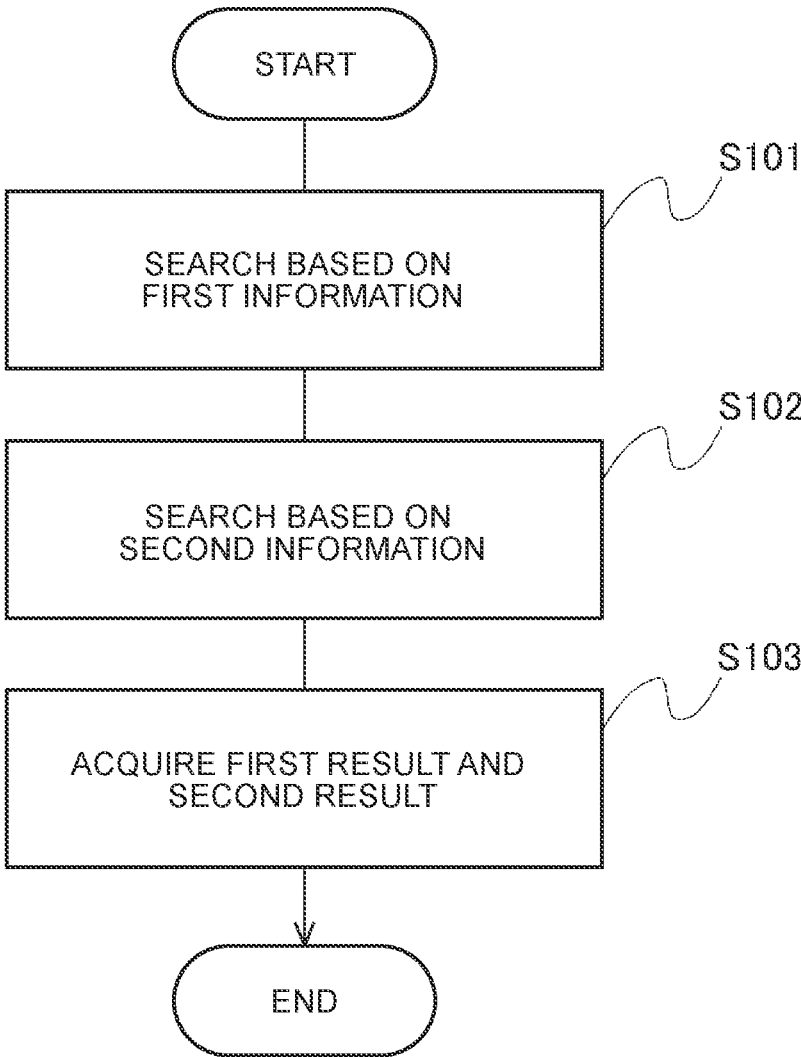 START
S101
SEARCH BASED ON
FIRST INFORMATION
S102
SEARCH BASED ON
SECOND INFORMATION
S103
ACQUIRE FIRST RESULT AND
SECOND RESULT
END